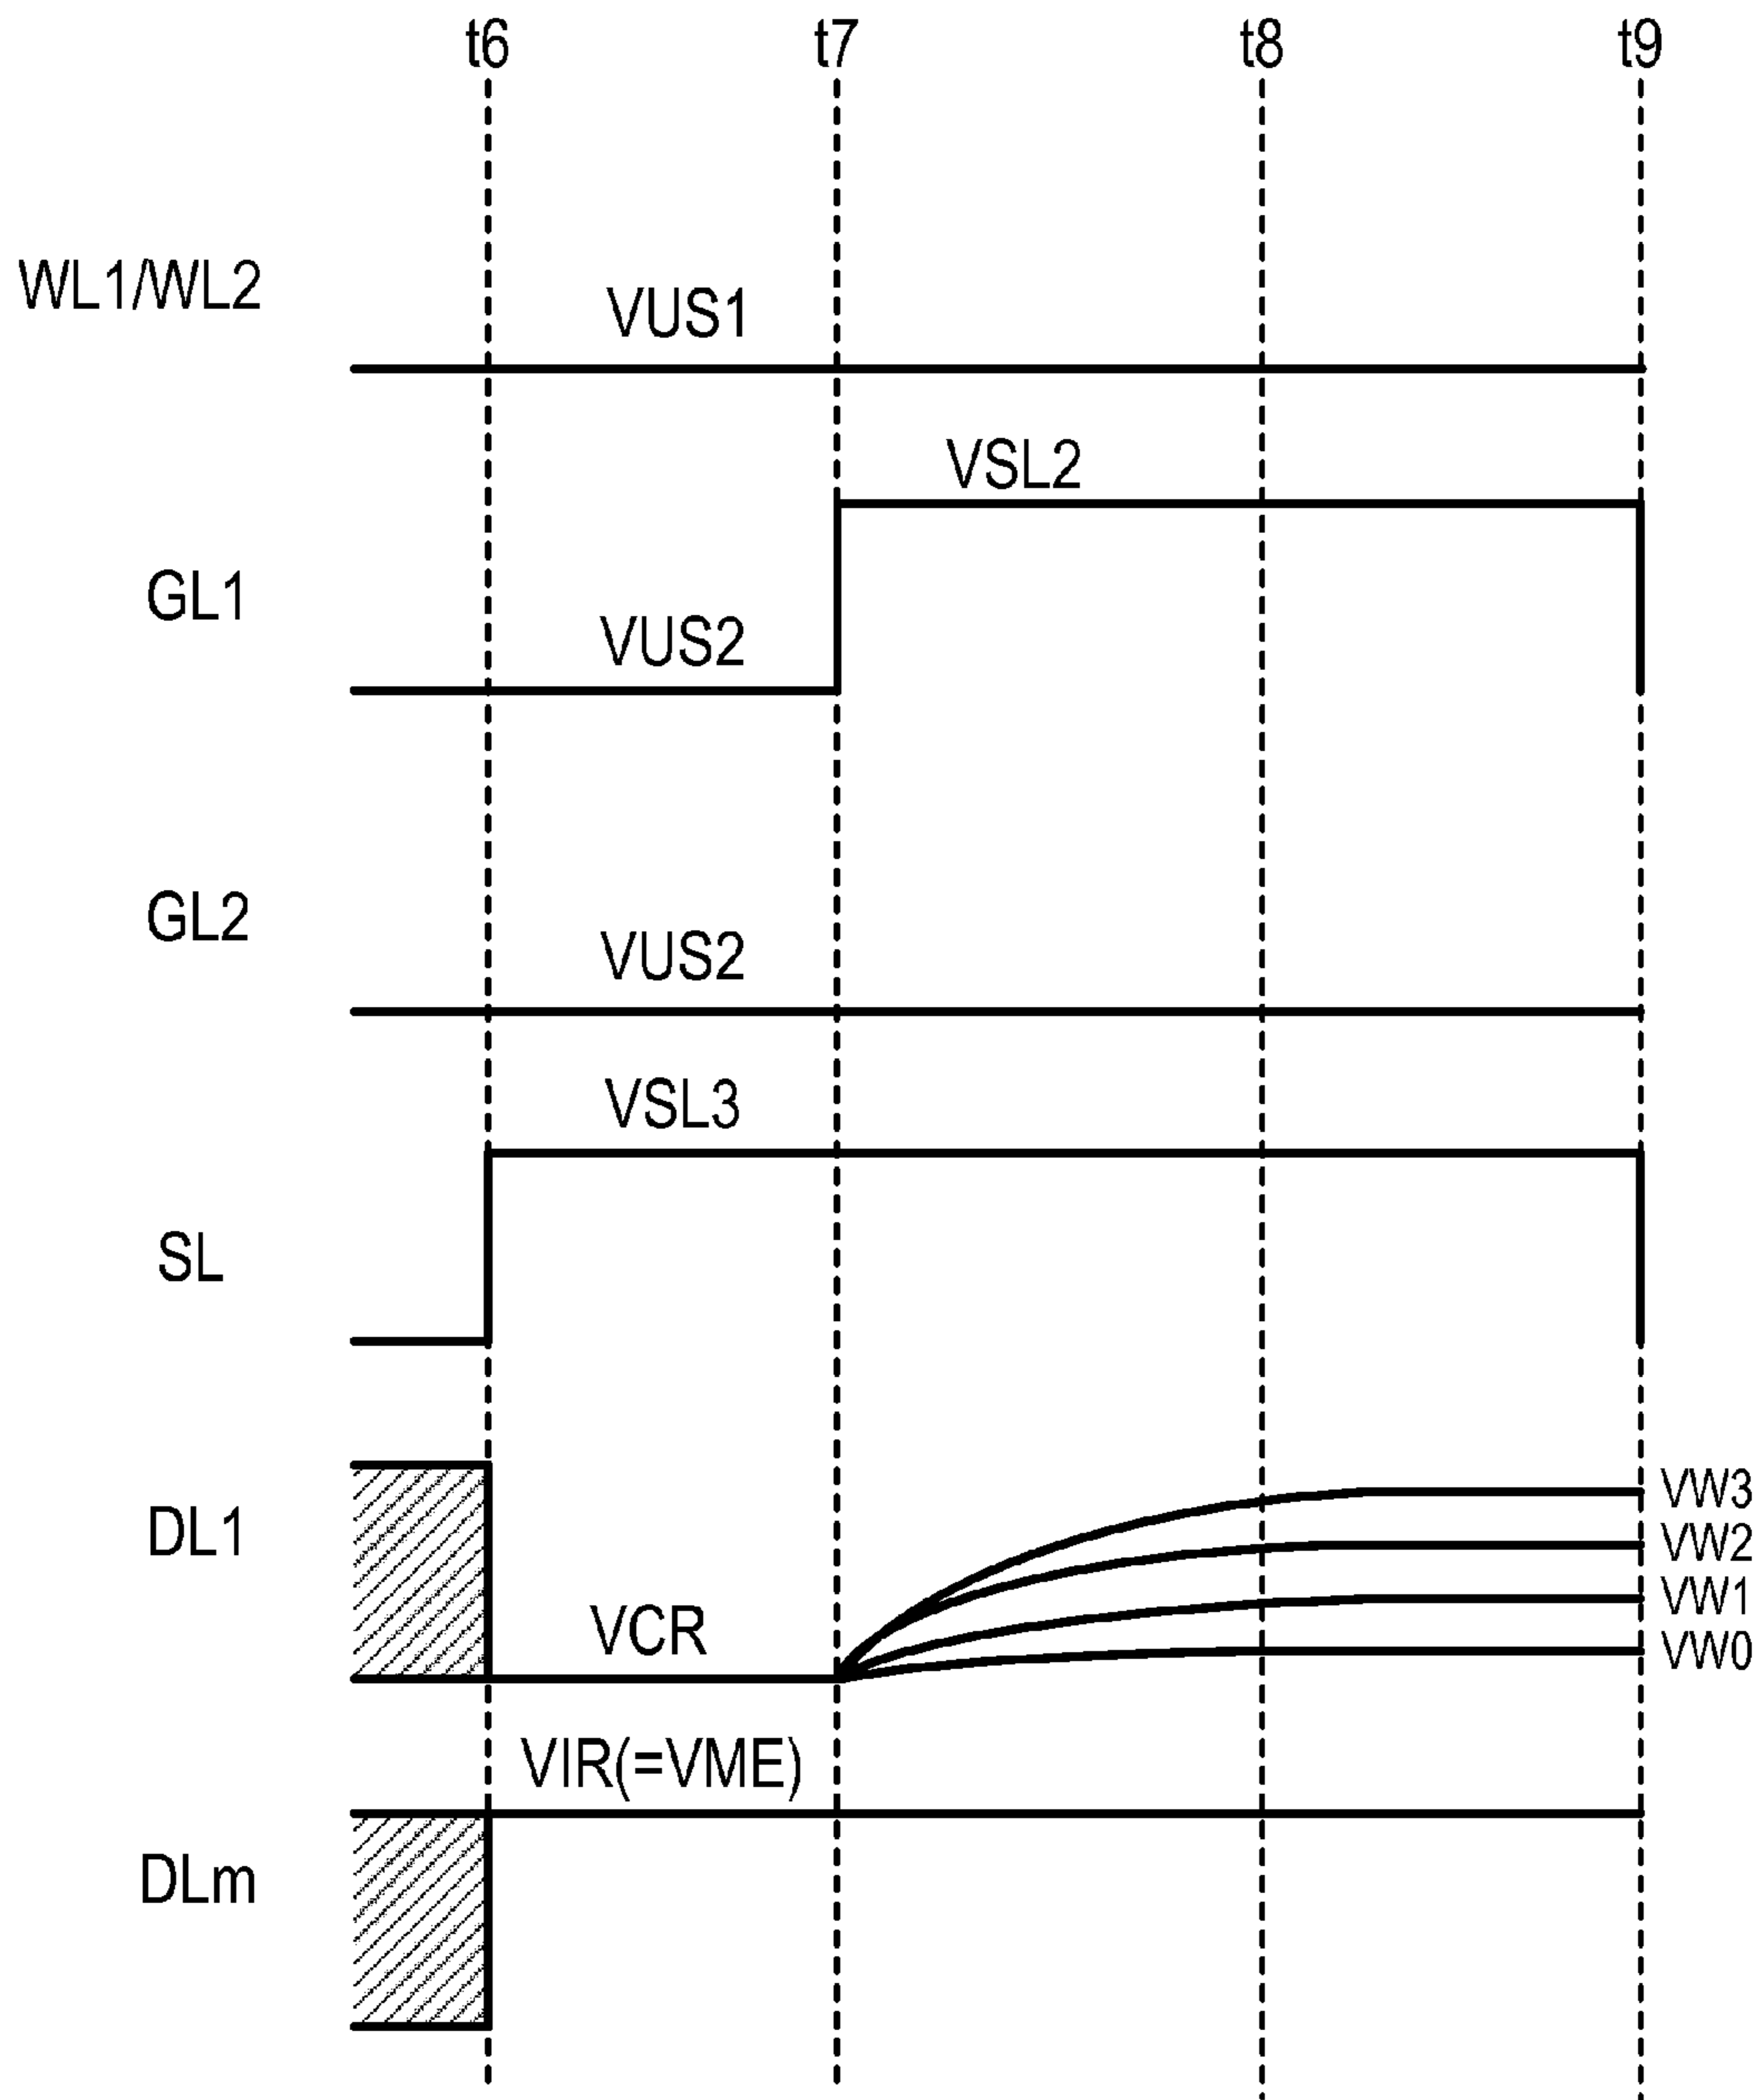 t6 t7 t8 t9
WL1/WL2
VUS1
VSL2
GL1
VUS2
GL2
VUS2
VSL3
SL
VW3
DL1
VW2
VW1
VCR
VW0
VIR(=VME)
DLm